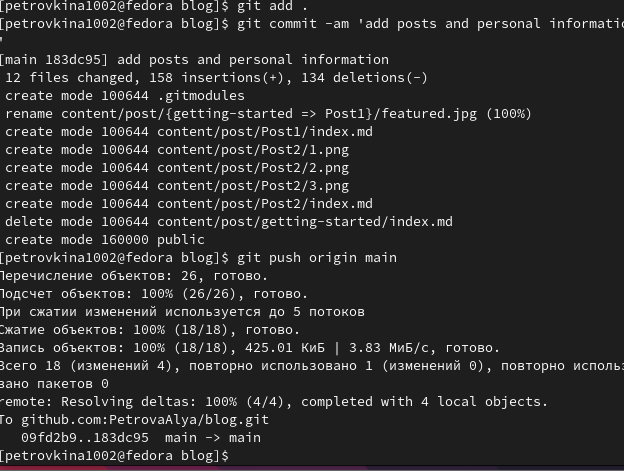 [petrovkina1002@fedora blog]$ git add .
[petrovkina1002@fedora blog]$ git commit -am 'add posts and personal informatio
'
[main 183dc95] add posts and personal information
 12 files changed, 158 insertions(+), 134 deletions(-)
 create mode 100644 .gitmodules
 rename content/post/{getting-started => Post1}/featured.jpg (100%)
 create mode 100644 content/post/Post1/index.md
 create mode 100644 content/post/Post2/1.png
 create mode 100644 content/post/Post2/2.png
 create mode 100644 content/post/Post2/3.png
 create mode 100644 content/post/Post2/index.md
 delete mode 100644 content/post/getting-started/index.md
 create mode 160000 public
[petrovkina1002@fedora blog]$ git push origin main
Перечисление объектов: 26, готово.
Подсчет объектов: 100% (26/26), готово.
При сжатии изменений используется до 5 потоков
Сжатие объектов: 100% (18/18), готово.
Запись объектов: 100% (18/18), 425.01 КиБ | 3.83 МиБ/с, готово.
Всего 18 (изменений 4), повторно использовано 1 (изменений 0), повторно исполь
вано пакетов 0
remote: Resolving deltas: 100% (4/4), completed with 4 local objects.
To github.com:PetrovaAlya/blog.git
   09fd2b9..183dc95  main -> main
[petrovkina1002@fedora blog]$